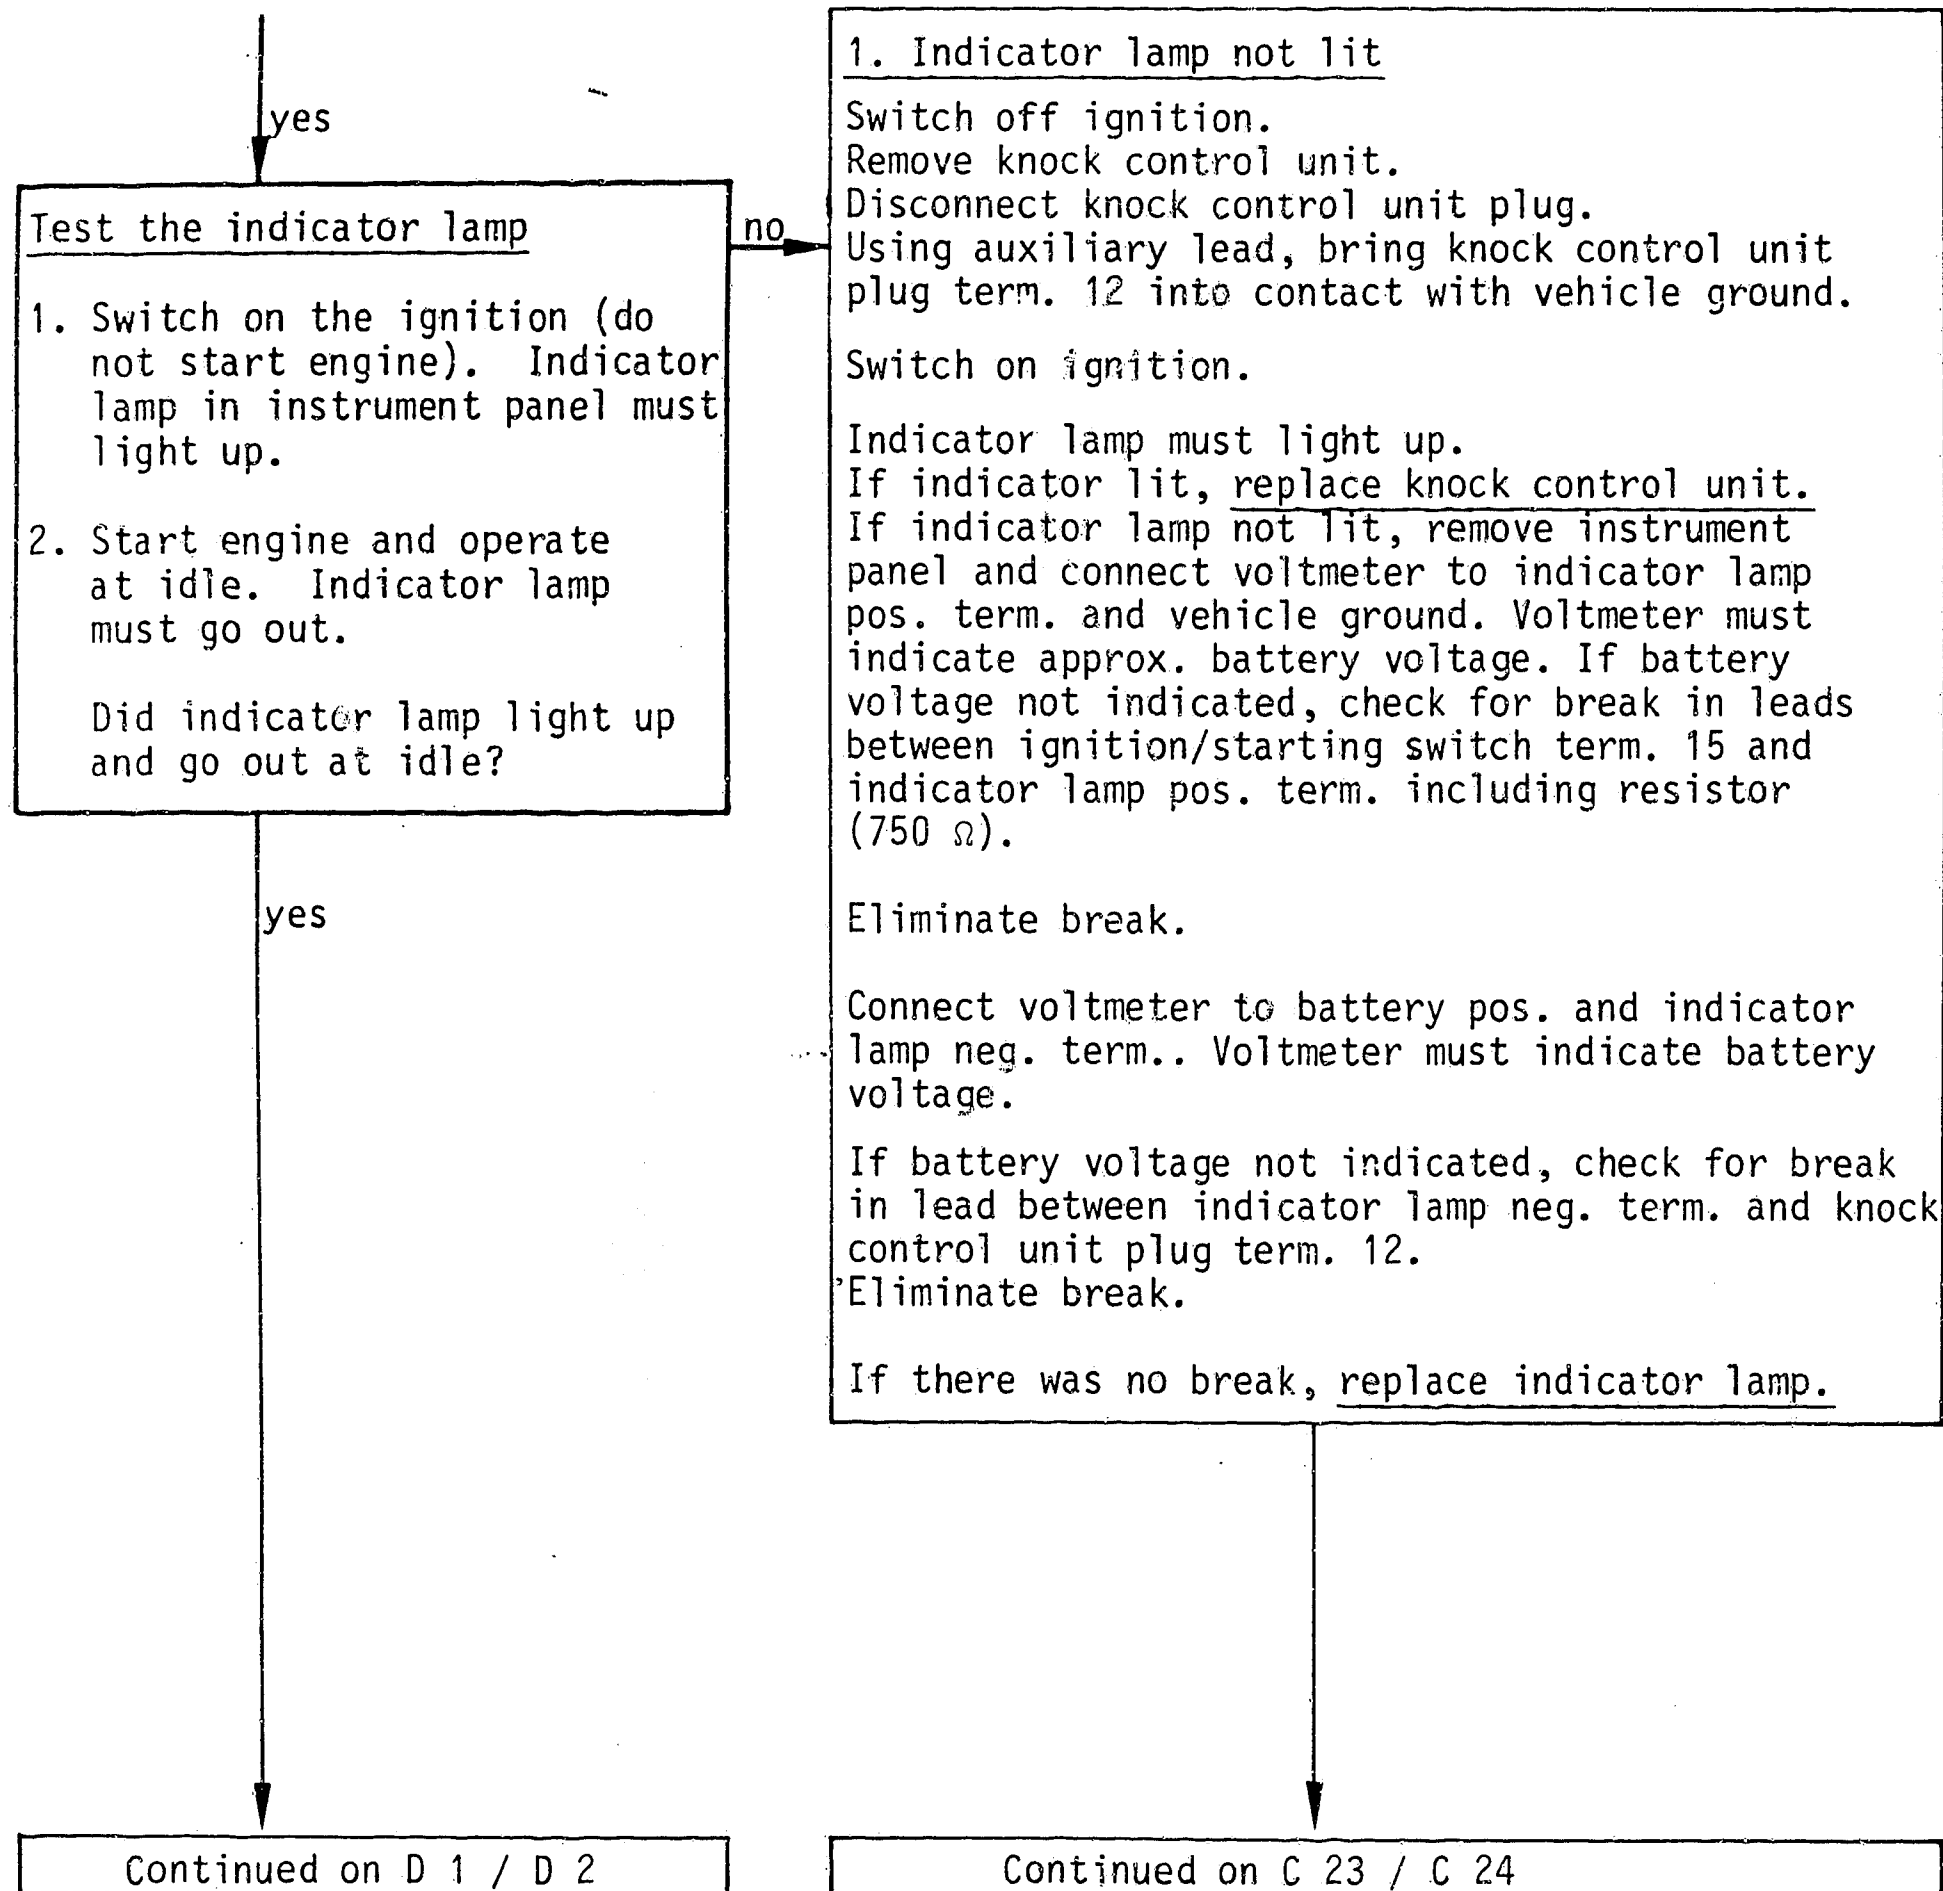 yes
Test the indicator lamp
1. Switch on the ignition (do
not start engine). Indicator
lamp in instrument panel must
light up.
2. Start engine and operate
at idle. Indicator lamp
must go out.
Did indicator lamp light up
and go out at idle?
no
1. Indicator lamp not lit
Switch off ignition.
Remove knock control unit.
Disconnect knock control unit plug.
Using auxiliary lead, bring knock control unit
plug term. 12 into contact with vehicle ground.
Switch on ignition.
Indicator lamp must light up.
If indicator lit, replace knock control unit.
If indicator lamp not lit, remove instrument
panel and connect voltmeter to indicator lamp
pos. term. and vehicle ground. Voltmeter must
indicate approx. battery voltage. If battery
voltage not indicated, check for break in leads
between ignition/starting switch term. 15 and
indicator lamp pos. term. including resistor
(750 Ω).
Eliminate break.
Connect voltmeter to battery pos. and indicator
lamp neg. term.. Voltmeter must indicate battery
voltage.
If battery voltage not indicated, check for break
in lead between indicator lamp neg. term. and knock
control unit plug term. 12.
Eliminate break.
If there was no break, replace indicator lamp.
yes
Continued on D 1 / D 2
Continued on C 23 / C 24